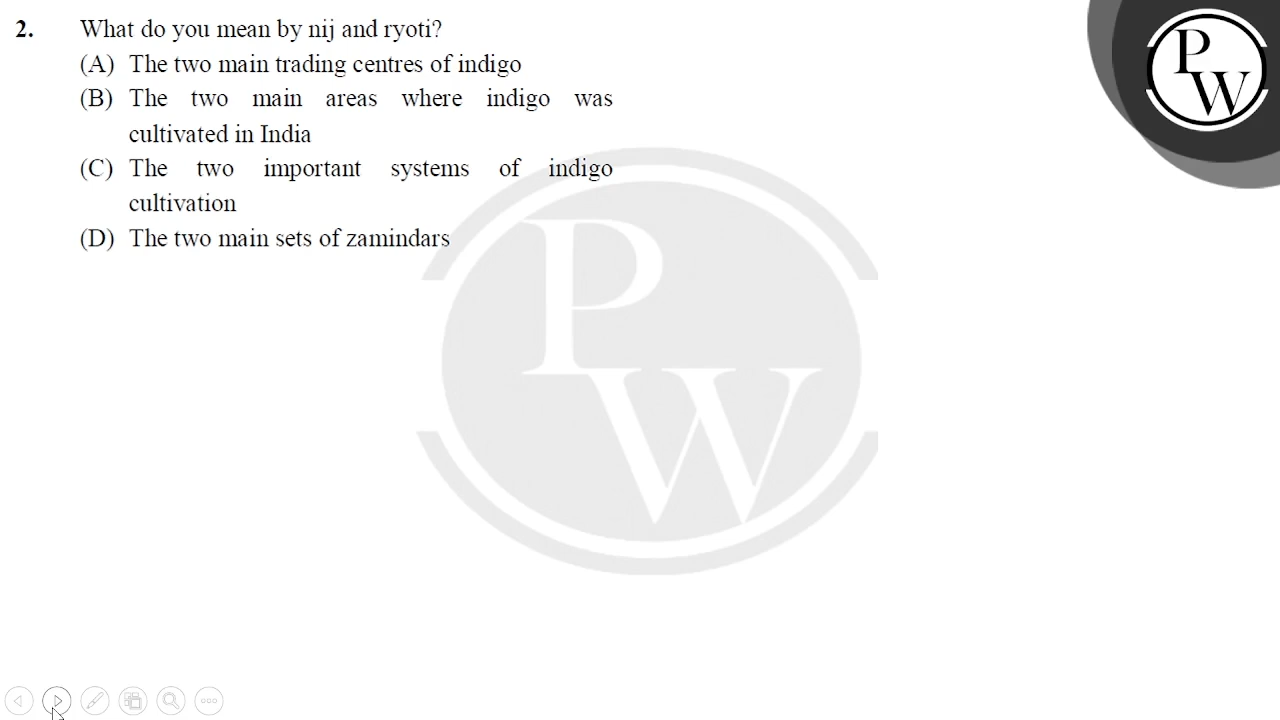 2. What do you mean by nij and ryoti?
(A) The two main trading centres of indigo
(B) The two main areas where indigo was
cultivated in India
(C) The two important systems of indigo
cultivation
(D) The two main sets of zamindars
PW
PW